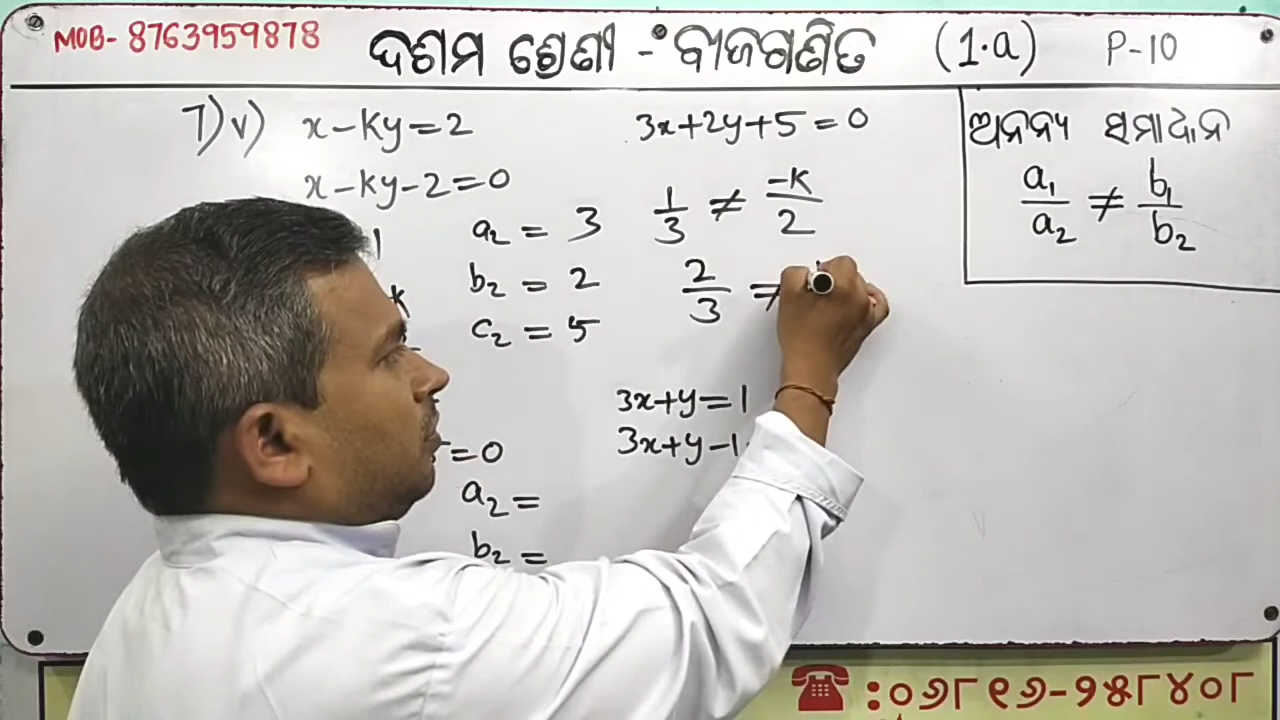 MOB- 8763959878 ଦଶମ ଶ୍ରେଣୀ - ବୀଜଗଣିତ (1.a) P-10
7) v) x-ky=2 3x+2y+5=0
x-ky-2=0
a₂ = 3
b₂ = 2
c₂ = 5
1/3 ≠ -k/2
2/3 ≠
ଅନନ୍ୟ ସମାଧାନ
a₁/a₂ ≠ b₁/b₂
=0
a₂ =
b₂ =
3x+y=1
3x+y-1
:୦୬୮୧୭-୨୫୮୪୦୮